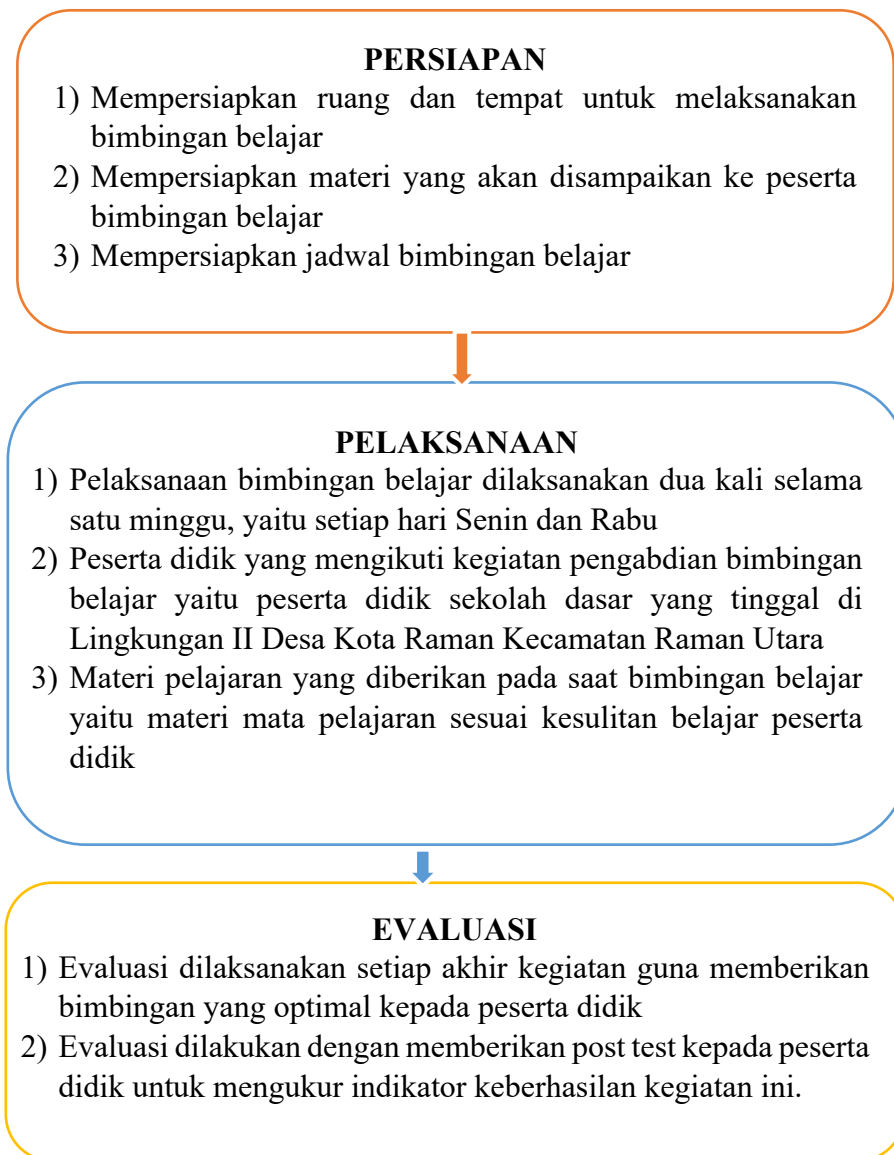 PERSIAPAN
1) Mempersiapkan ruang dan tempat untuk melaksanakan
bimbingan belajar
2) Mempersiapkan materi yang akan disampaikan ke peserta
bimbingan belajar
3) Mempersiapkan jadwal bimbingan belajar
PELAKSANAAN
1) Pelaksanaan bimbingan belajar dilaksanakan dua kali selama
satu minggu, yaitu setiap hari Senin dan Rabu
2) Peserta didik yang mengikuti kegiatan pengabdian bimbingan
belajar yaitu peserta didik sekolah dasar yang tinggal di
Lingkungan II Desa Kota Raman Kecamatan Raman Utara
3) Materi pelajaran yang diberikan pada saat bimbingan belajar
yaitu materi mata pelajaran sesuai kesulitan belajar peserta
didik
EVALUASI
1) Evaluasi dilaksanakan setiap akhir kegiatan guna memberikan
bimbingan yang optimal kepada peserta didik
2) Evaluasi dilakukan dengan memberikan post test kepada peserta
didik untuk mengukur indikator keberhasilan kegiatan ini.